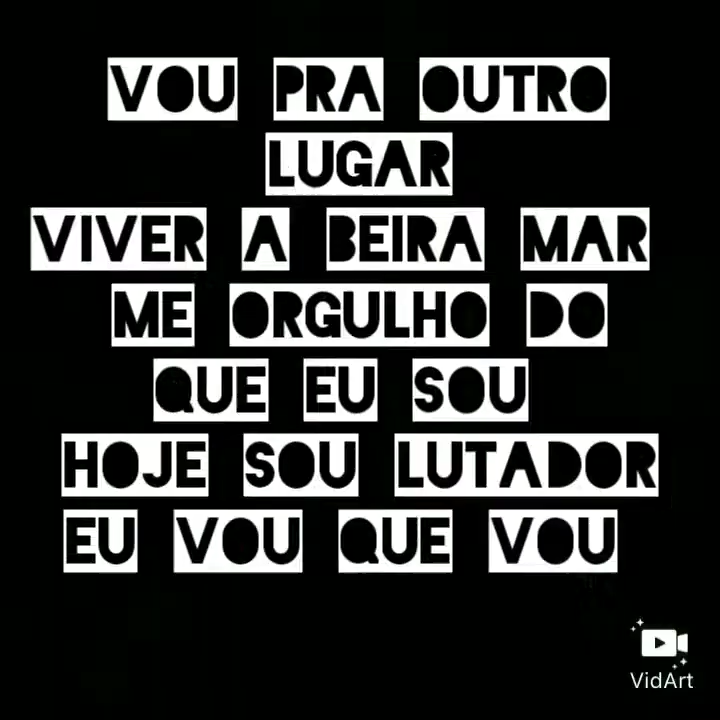 VOU PRA OUTRO
LUGAR
VIVER A BEIRA MAR
ME ORGULHO DO
QUE EU SOU
HOJE SOU LUTADOR
EU VOU QUE VOU
VidArt